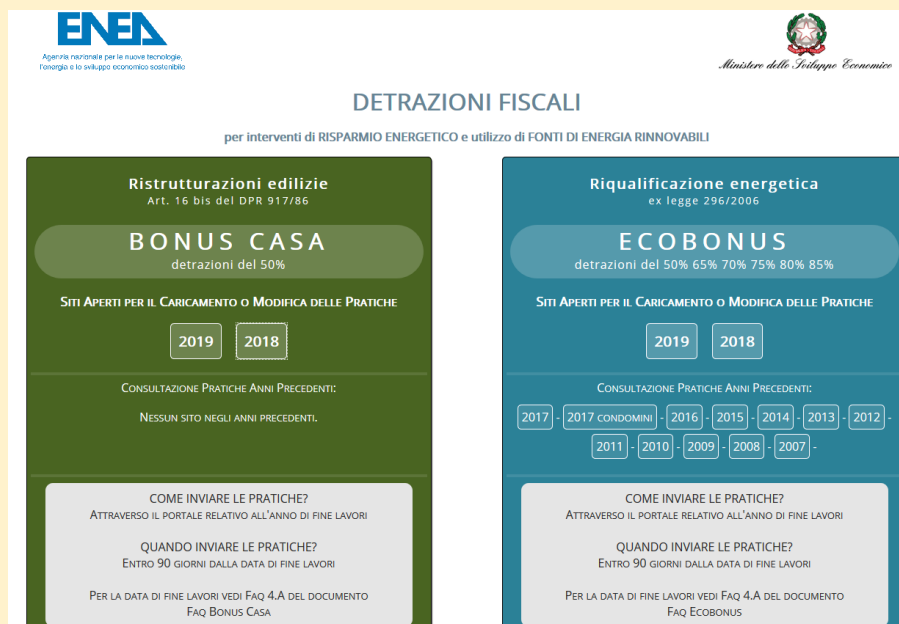 ENEA
Agenzia nazionale per le nuove tecnologie,
l'energia e lo sviluppo economico sostenibile
Ministero dello Sviluppo Economico
DETRAZIONI FISCALI
per interventi di RISPARMIO ENERGETICO e utilizzo di FONTI DI ENERGIA RINNOVABILI
Ristrutturazioni edilizie
Art. 16 bis del DPR 917/86
BONUS CASA
detrazioni del 50%
Siti Aperti per il Caricamento o Modifica delle Pratiche
2019 2018
Consultazione Pratiche Anni Precedenti:
Nessun sito negli anni precedenti.
COME INVIARE LE PRATICHE?
Attraverso il portale relativo all'anno di fine lavori
QUANDO INVIARE LE PRATICHE?
Entro 90 giorni dalla data di fine lavori
Per la data di fine lavori vedi Faq 4.A del documento
Faq Bonus Casa
Riqualificazione energetica
ex legge 296/2006
ECOBONUS
detrazioni del 50% 65% 70% 75% 80% 85%
Siti Aperti per il Caricamento o Modifica delle Pratiche
2019 2018
Consultazione Pratiche Anni Precedenti:
2017 - 2017 condomini - 2016 - 2015 - 2014 - 2013 - 2012 -
2011 - 2010 - 2009 - 2008 - 2007 -
COME INVIARE LE PRATICHE?
Attraverso il portale relativo all'anno di fine lavori
QUANDO INVIARE LE PRATICHE?
Entro 90 giorni dalla data di fine lavori
Per la data di fine lavori vedi Faq 4.A del documento
Faq Ecobonus